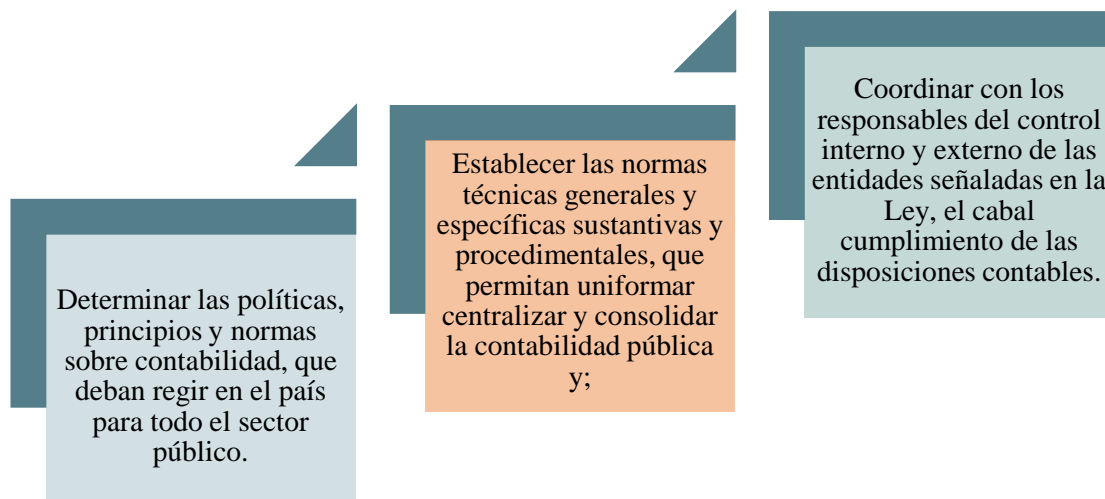 Determinar las políticas,
principios y normas
sobre contabilidad, que
deban regir en el país
para todo el sector
público.
Establecer las normas
técnicas generales y
específicas sustantivas y
procedimentales, que
permitan uniformar
centralizar y consolidar
la contabilidad pública
y;
Coordinar con los
responsables del control
interno y externo de las
entidades señaladas en la
Ley, el cabal
cumplimiento de las
disposiciones contables.